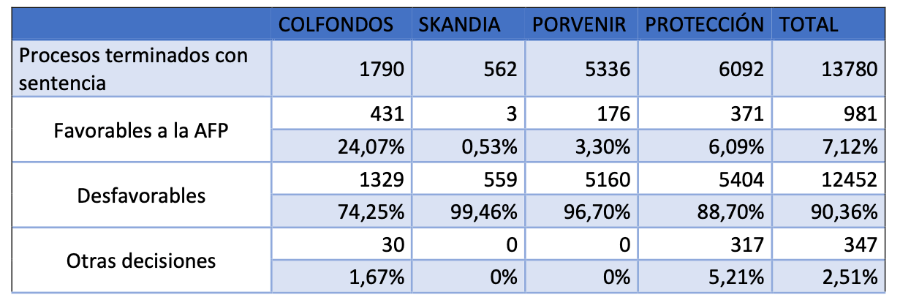 COLFONDOS SKANDIA PORVENIR PROTECCIÓN TOTAL
Procesos terminados con
sentencia 1790 562 5336 6092 13780
Favorables a la AFP 431 3 176 371 981
24,07% 0,53% 3,30% 6,09% 7,12%
Desfavorables 1329 559 5160 5404 12452
74,25% 99,46% 96,70% 88,70% 90,36%
Otras decisiones 30 0 0 317 347
1,67% 0% 0% 5,21% 2,51%